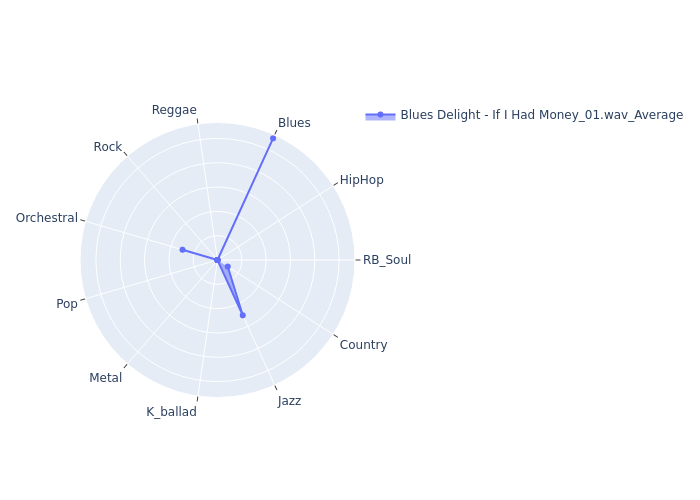 Reggae
Blues
Blues Delight - If I Had Money_01.wav_Average
Rock
HipHop
Orchestral
RB_Soul
Pop
Country
Metal
Jazz
K_ballad